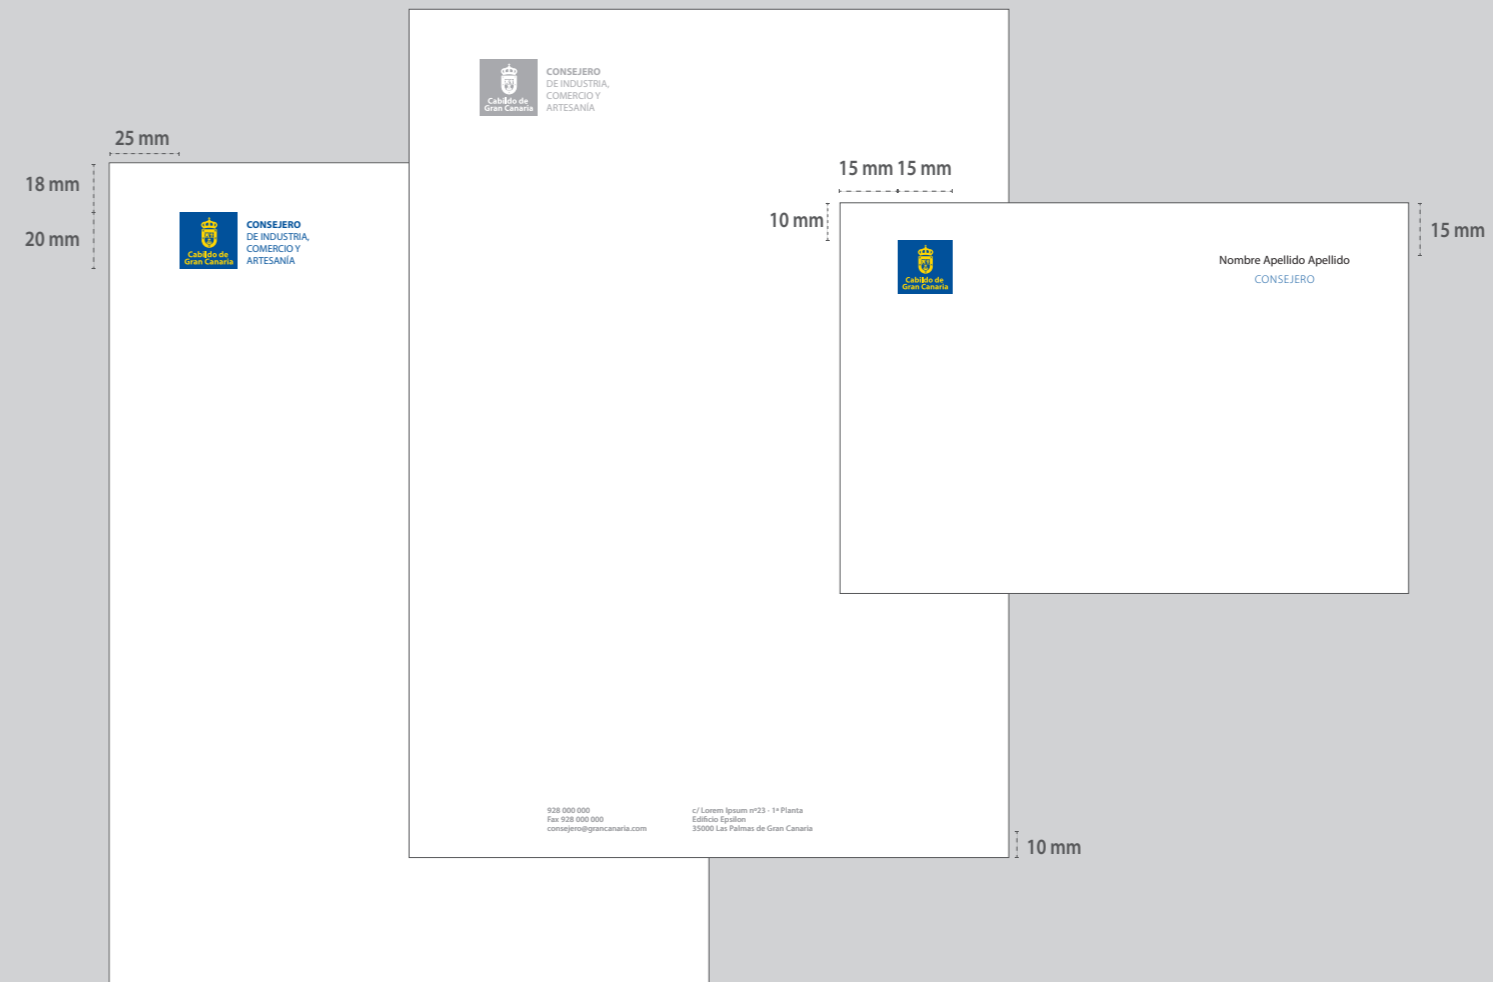 CONSEJERO
DE INDUSTRIA,
COMERCIO Y
ARTESANÍA
Cabildo de
Gran Canaria
25 mm
18 mm
20 mm
CONSEJERO
DE INDUSTRIA,
COMERCIO Y
ARTESANÍA
Cabildo de
Gran Canaria
15 mm 15 mm
10 mm
15 mm
Cabildo de
Gran Canaria
Nombre Apellido Apellido
CONSEJERO
928 000 000
Fax 928 000 000
consejero@grancanaria.com
c/ Lorem Ipsum nº23 - 1ª Planta
Edificio Epsilon
35000 Las Palmas de Gran Canaria
10 mm